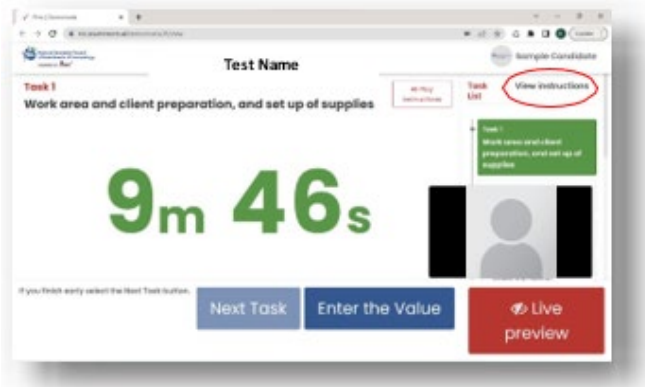 Test Name
Sample Candidate
Task 1
Work area and client preparation, and set up of supplies
Task
List
View instructions
Task 1
Work area and client
preparation, and set up of
supplies
9m 46s
If you finish early select the Next Task button.
Next Task
Enter the Value
Live
preview